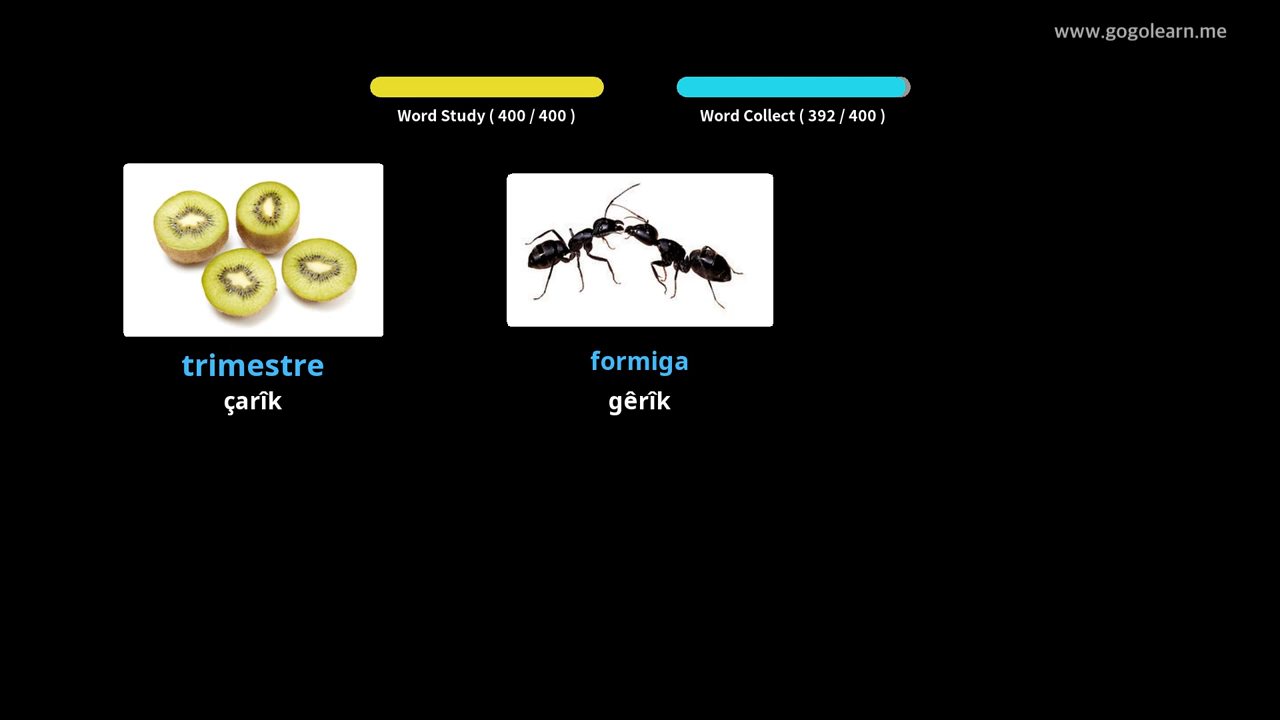 www.gogolearn.me
Word Study ( 400 / 400 )
Word Collect ( 392 / 400 )
trimestre
çarîk
formiga
gêrîk